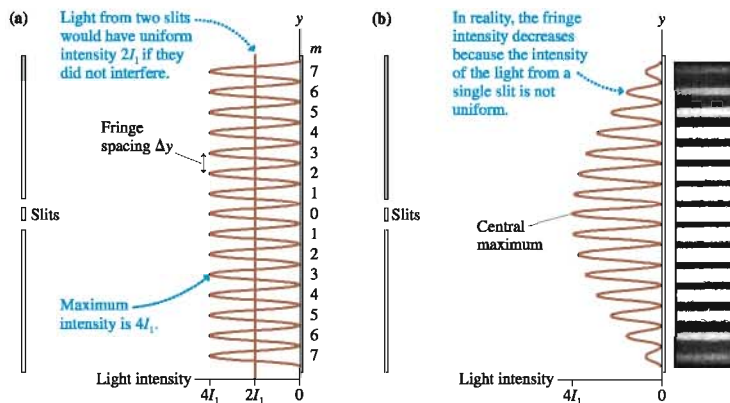 (a)
Light from two slits
would have uniform
intensity 2I₁ if they
did not interfere.
y
m
7
6
5
4
3
2
1
0
1
2
3
4
5
6
7
Fringe
spacing Δy
Slits
Maximum
intensity is 4I₁.
Light intensity
4I₁ 2I₁ 0
(b)
In reality, the fringe
intensity decreases
because the intensity
of the light from a
single slit is not
uniform.
y
Slits
Central
maximum
Light intensity
4I₁ 0